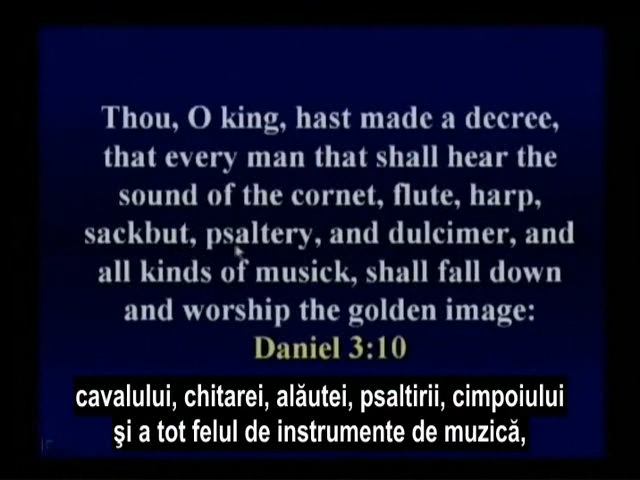 Thou, O king, hast made a decree,
that every man that shall hear the
sound of the cornet, flute, harp,
sackbut, psaltery, and dulcimer, and
all kinds of musick, shall fall down
and worship the golden image:
Daniel 3:10
cavalului, chitarei, alăutei, psaltirii, cimpoiului
şi a tot felul de instrumente de muzică,